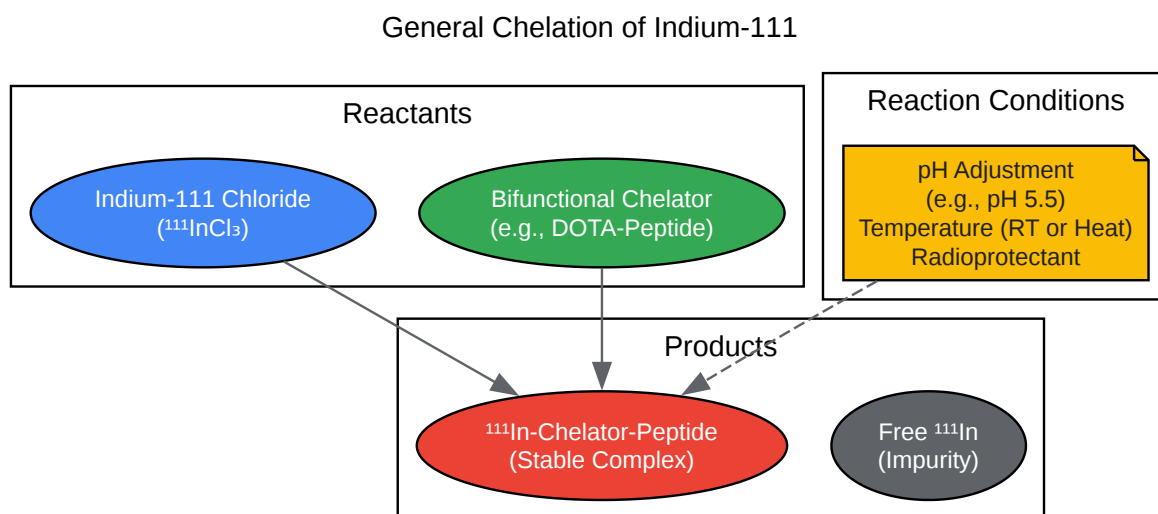 General Chelation of Indium-111
Reactants
Indium-111 Chloride
(¹¹¹InCl₃)
Bifunctional Chelator
(e.g., DOTA-Peptide)
Reaction Conditions
pH Adjustment
(e.g., pH 5.5)
Temperature (RT or Heat)
Radioprotectant
Products
¹¹¹In-Chelator-Peptide
(Stable Complex)
Free ¹¹¹In
(Impurity)